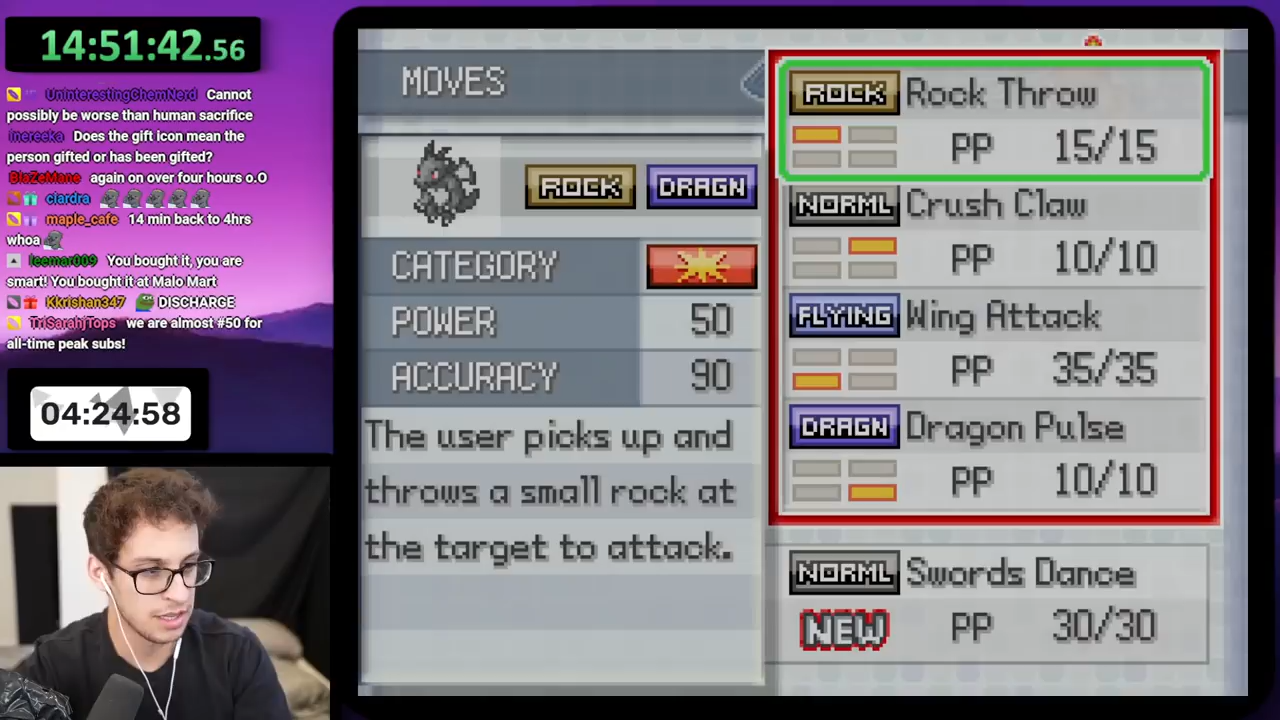 14:51:42.56
UninterestingChemNerd Cannot
possibly be worse than human sacrifice
Inereeka Does the gift icon mean the
person gifted or has been gifted?
BlaZeMane again on over four hours o.O
ciardra
maple_cafe 14 min back to 4hrs
whoa
leemar009 You bought it, you are
smart! You bought it at Malo Mart
Kkrishan347 DISCHARGE
TriSarahjTops we are almost #50 for
all-time peak subs!
04:24:58
MOVES
ROCK DRAGN
CATEGORY
POWER 50
ACCURACY 90
The user picks up and
throws a small rock at
the target to attack.
ROCK Rock Throw
PP 15/15
NORML Crush Claw
PP 10/10
FLYING Wing Attack
PP 35/35
DRAGN Dragon Pulse
PP 10/10
NORML Swords Dance
NEW PP 30/30